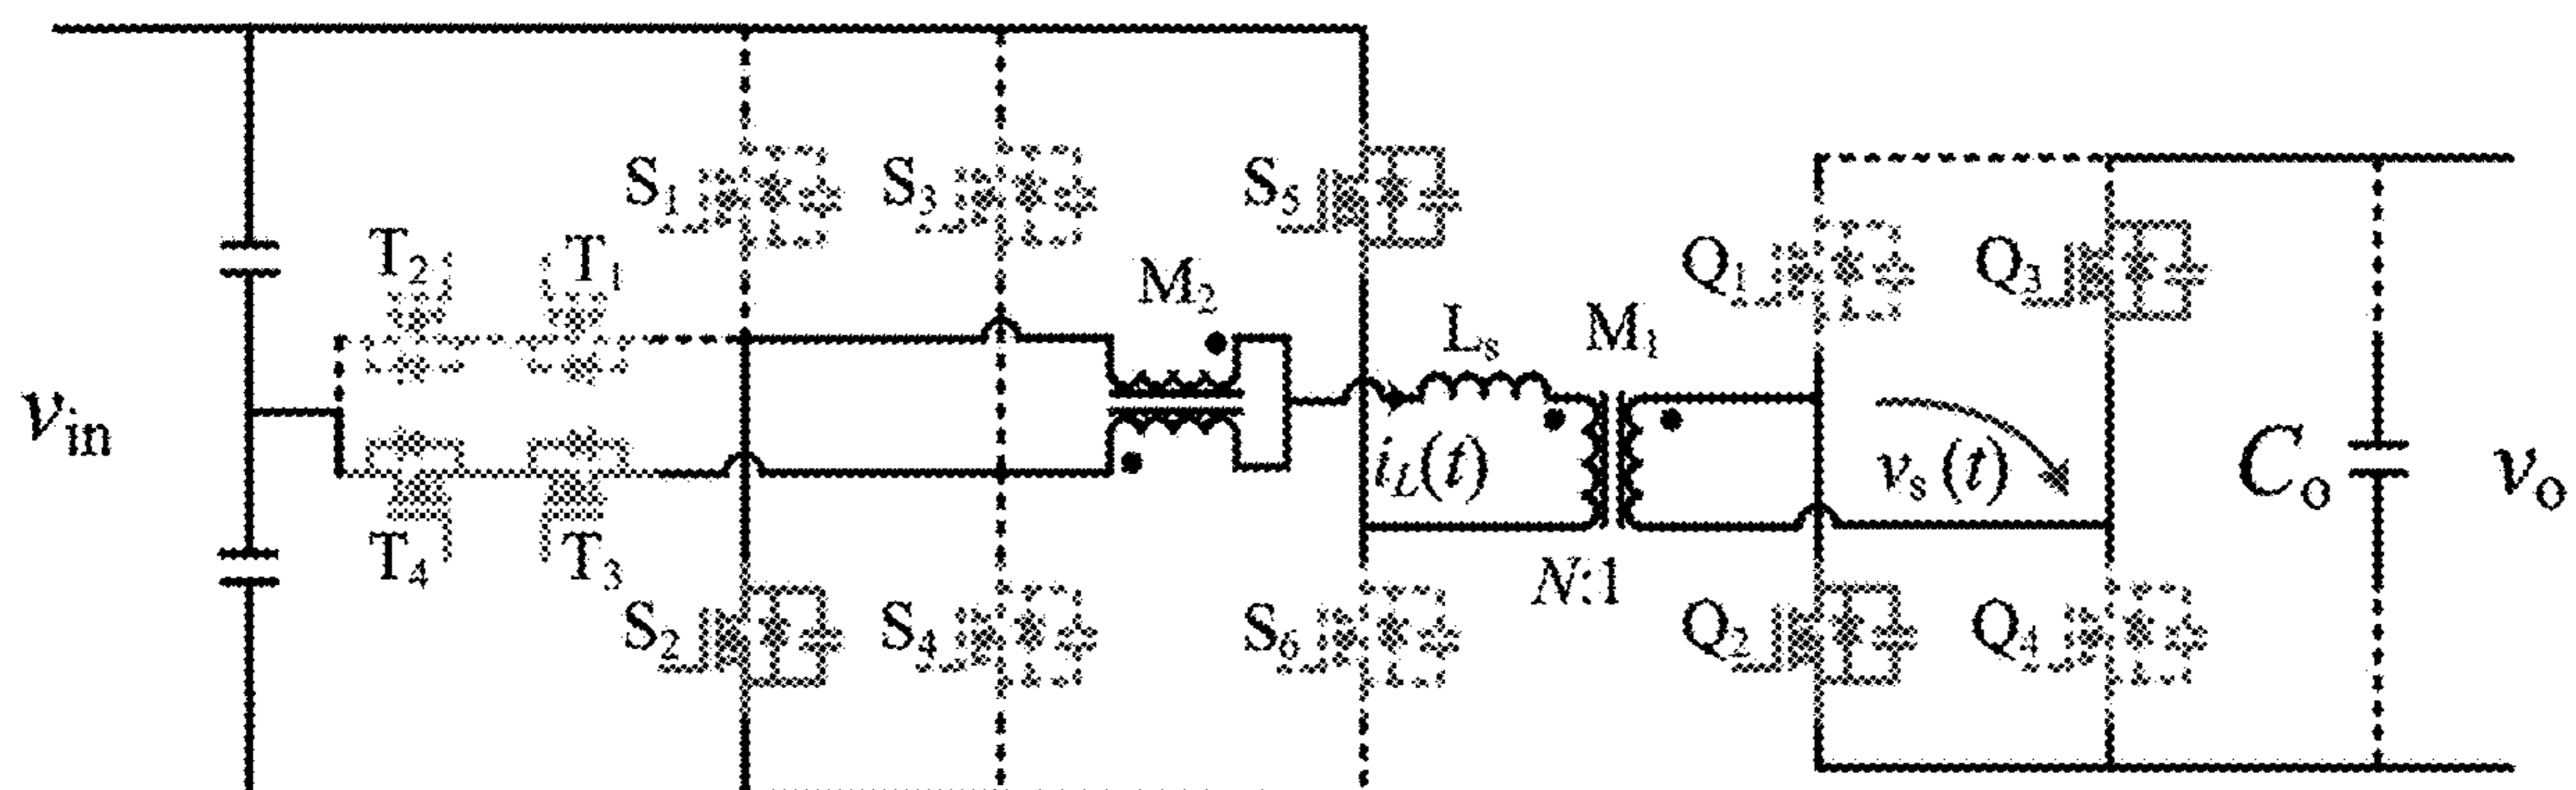 S₁
S₃
S₅
T₂
T₁
M₂
Q₁
Q₃
Lₛ
M₁
vᵢₙ
i_L(t)
vₛ(t)
Cₒ
vₒ
T₄
T₃
N:1
S₂
S₄
S₆
Q₂
Q₄